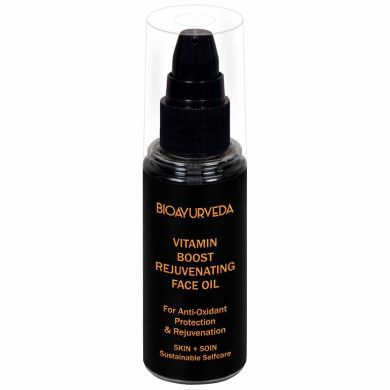 BIOAYURVEDA
VITAMIN
BOOST
REJUVENATING
FACE OIL
For Anti-Oxidant
Protection
& Rejuvenation
SKIN + SOIN
Sustainable Selfcare